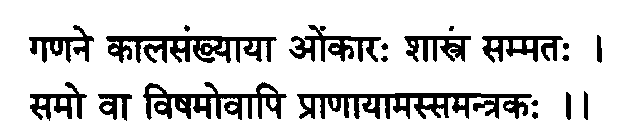 गणने कालसंख्याया ओंकारः शास्त्रं सम्मतः ।
समो वा विषमोवापि प्राणायामस्समन्त्रकः ।।